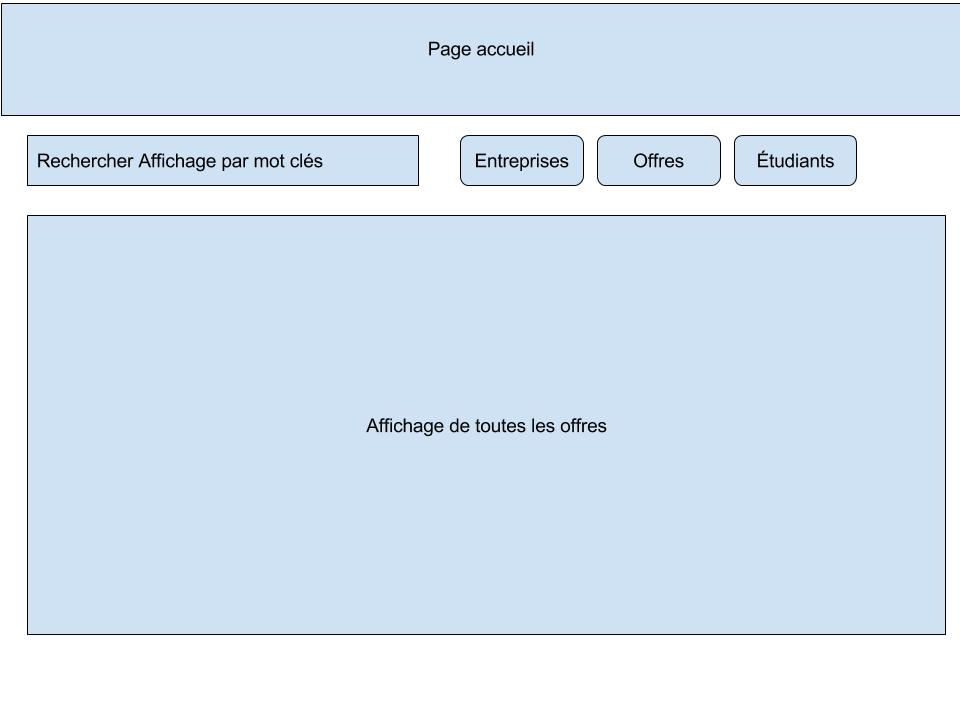 Page accueil
Rechercher Affichage par mot clés
Entreprises
Offres
Étudiants
Affichage de toutes les offres